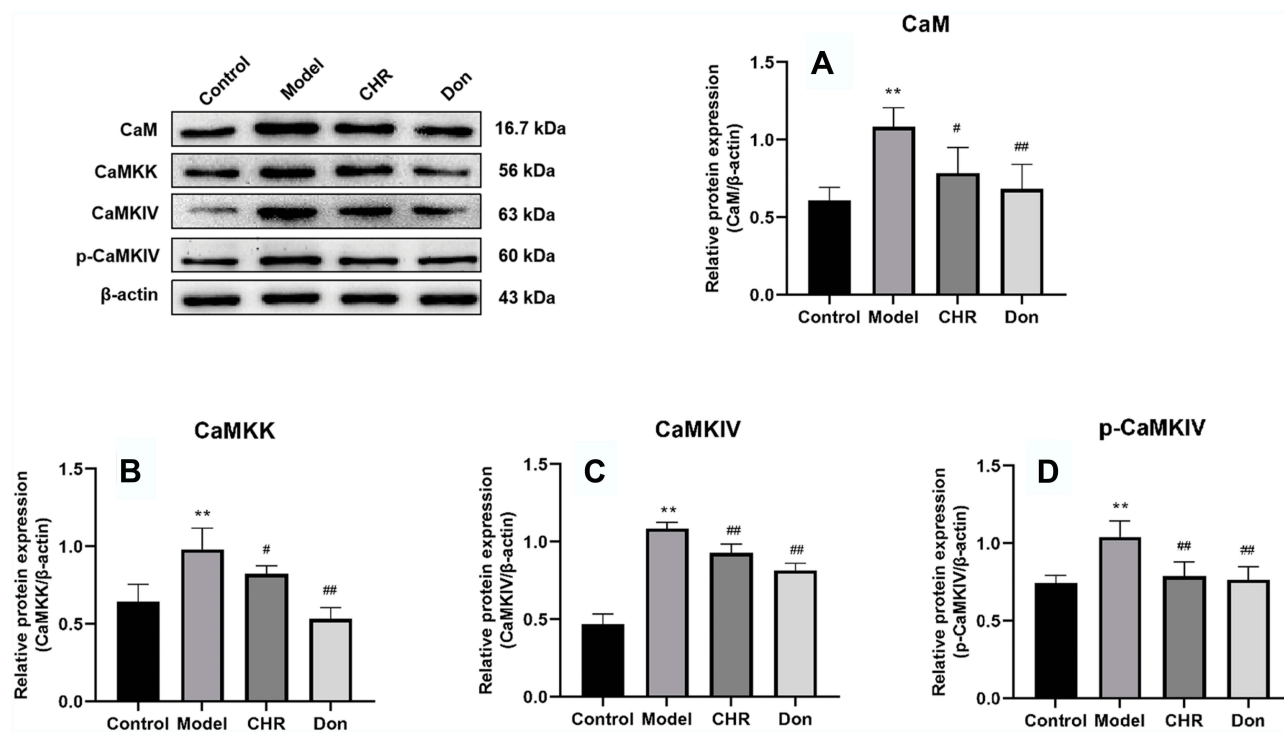 Control Model CHR Don
CaM 16.7 kDa
CaMKK 56 kDa
CaMKIV 63 kDa
p-CaMKIV 60 kDa
β-actin 43 kDa
CaM
A
Relative protein expression
(CaM/β-actin)
1.5
1.0
0.5
0.0
** # ##
Control Model CHR Don
CaMKK
B
Relative protein expression
(CaMKK/β-actin)
1.5
1.0
0.5
0.0
** # ##
Control Model CHR Don
CaMKIV
C
Relative protein expression
(CaMKIV/β-actin)
1.5
1.0
0.5
0.0
** ## ##
Control Model CHR Don
p-CaMKIV
D
Relative protein expression
(p-CaMKIV/β-actin)
1.5
1.0
0.5
0.0
** ## ##
Control Model CHR Don